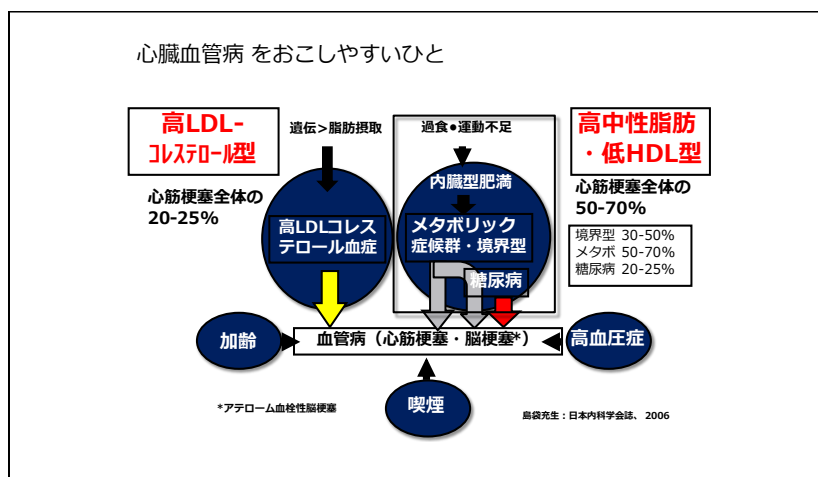 心臓血管病 をおこしやすいひと
高LDL-
ｺﾚｽﾃﾛｰﾙ型
遺伝>脂肪摂取
過食●運動不足
高中性脂肪
・低HDL型
心筋梗塞全体の
20-25%
内臓型肥満
心筋梗塞全体の
50-70%
高LDLコレス
テロール血症
メタボリック
症候群・境界型
境界型 30-50%
メタボ 50-70%
糖尿病 20-25%
糖尿病
加齢
血管病（心筋梗塞・脳梗塞*）
高血圧症
*アテローム血栓性脳梗塞
喫煙
島袋充生：日本内科学会誌、2006